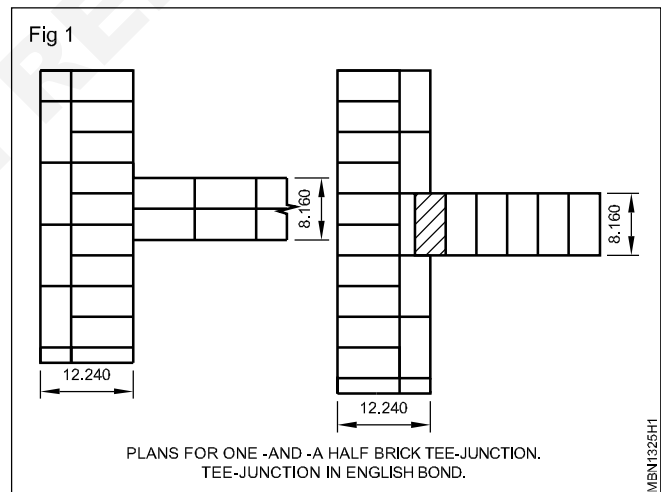 Fig 1
8.160
8.160
12.240
12.240
PLANS FOR ONE -AND -A HALF BRICK TEE-JUNCTION.
TEE-JUNCTION IN ENGLISH BOND.
MBN1325H1